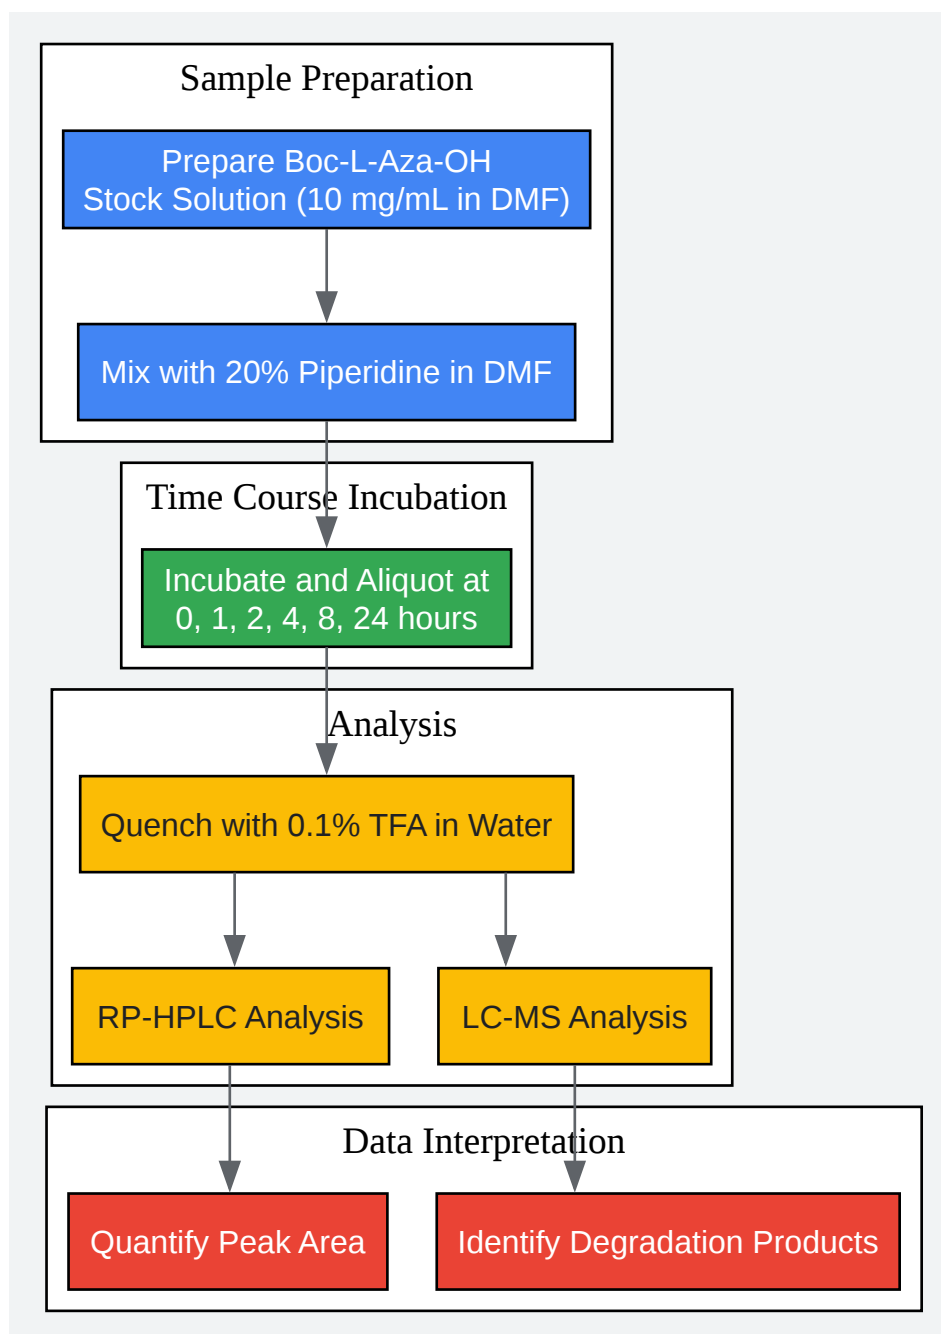 Sample Preparation
Prepare Boc-L-Aza-OH
Stock Solution (10 mg/mL in DMF)
Mix with 20% Piperidine in DMF
Time Course Incubation
Incubate and Aliquot at
0, 1, 2, 4, 8, 24 hours
Analysis
Quench with 0.1% TFA in Water
RP-HPLC Analysis
LC-MS Analysis
Data Interpretation
Quantify Peak Area
Identify Degradation Products